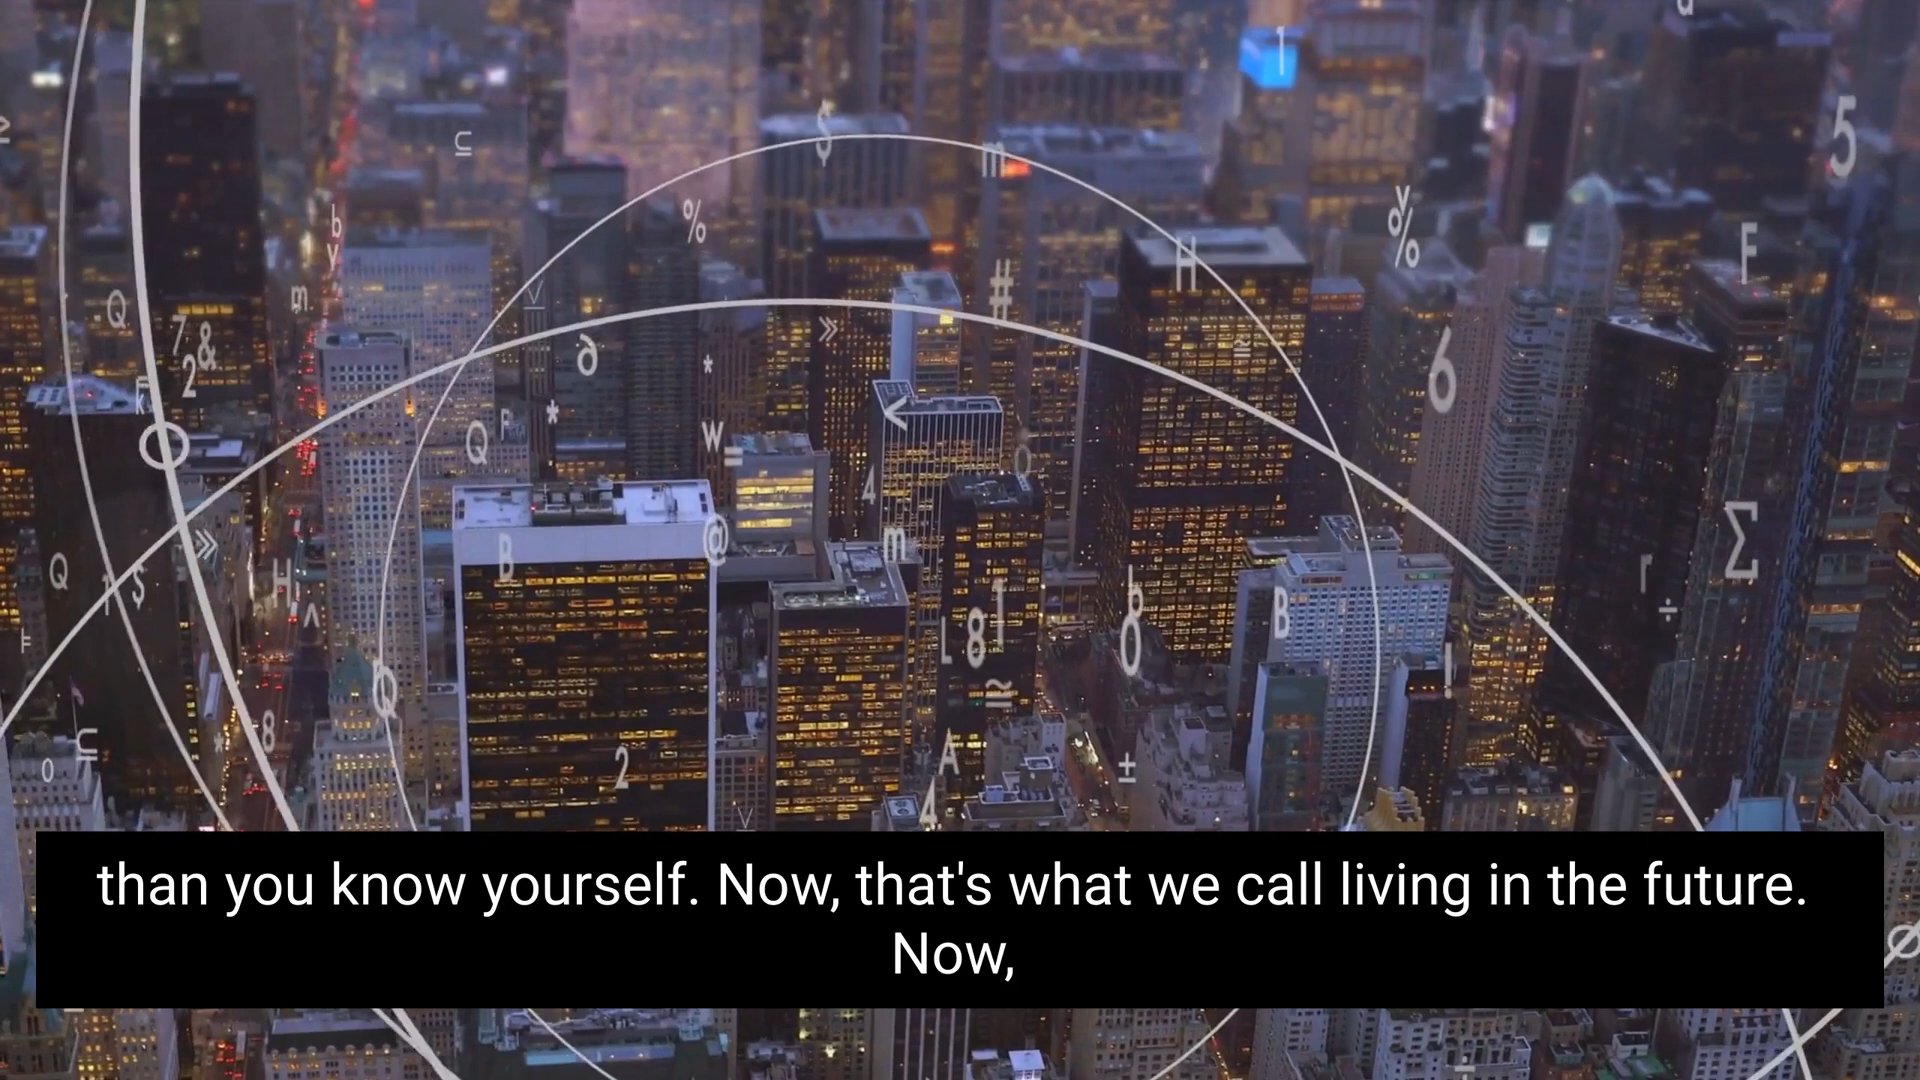 than you know yourself. Now, that's what we call living in the future.
Now,